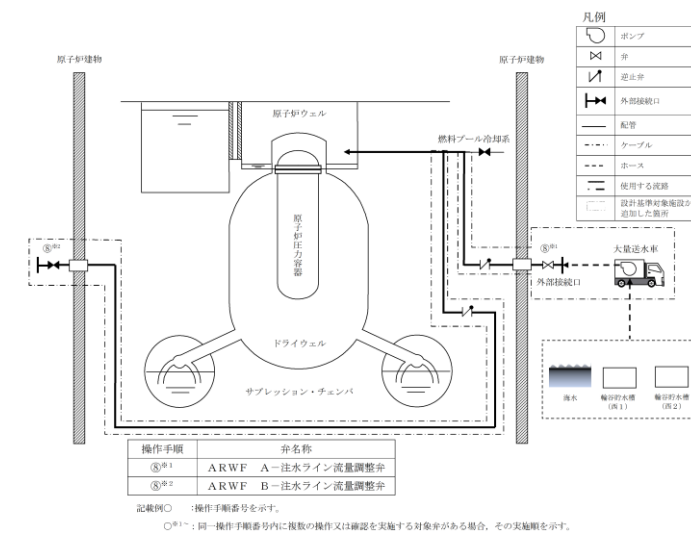 凡例
ポンプ
弁
逆止弁
外部接続口
配管
ケーブル
ホース
使用する流路
設計基準対象施設か
追加した箇所
原子炉建物
原子炉建物
原子炉ウェル
燃料プール冷却系
原子炉圧力容器
⑧※2
⑧※1
大量送水車
外部接続口
ドライウェル
サプレッション・チェンバ
海水
輪谷貯水槽
(西1)
輪谷貯水槽
(西2)
操作手順 弁名称
⑧※1 ARWF A-注水ライン流量調整弁
⑧※2 ARWF B-注水ライン流量調整弁
記載例○ :操作手順番号を示す。
○※1~:同一操作手順番号内に複数の操作又は確認を実施する対象弁がある場合,その実施順を示す。